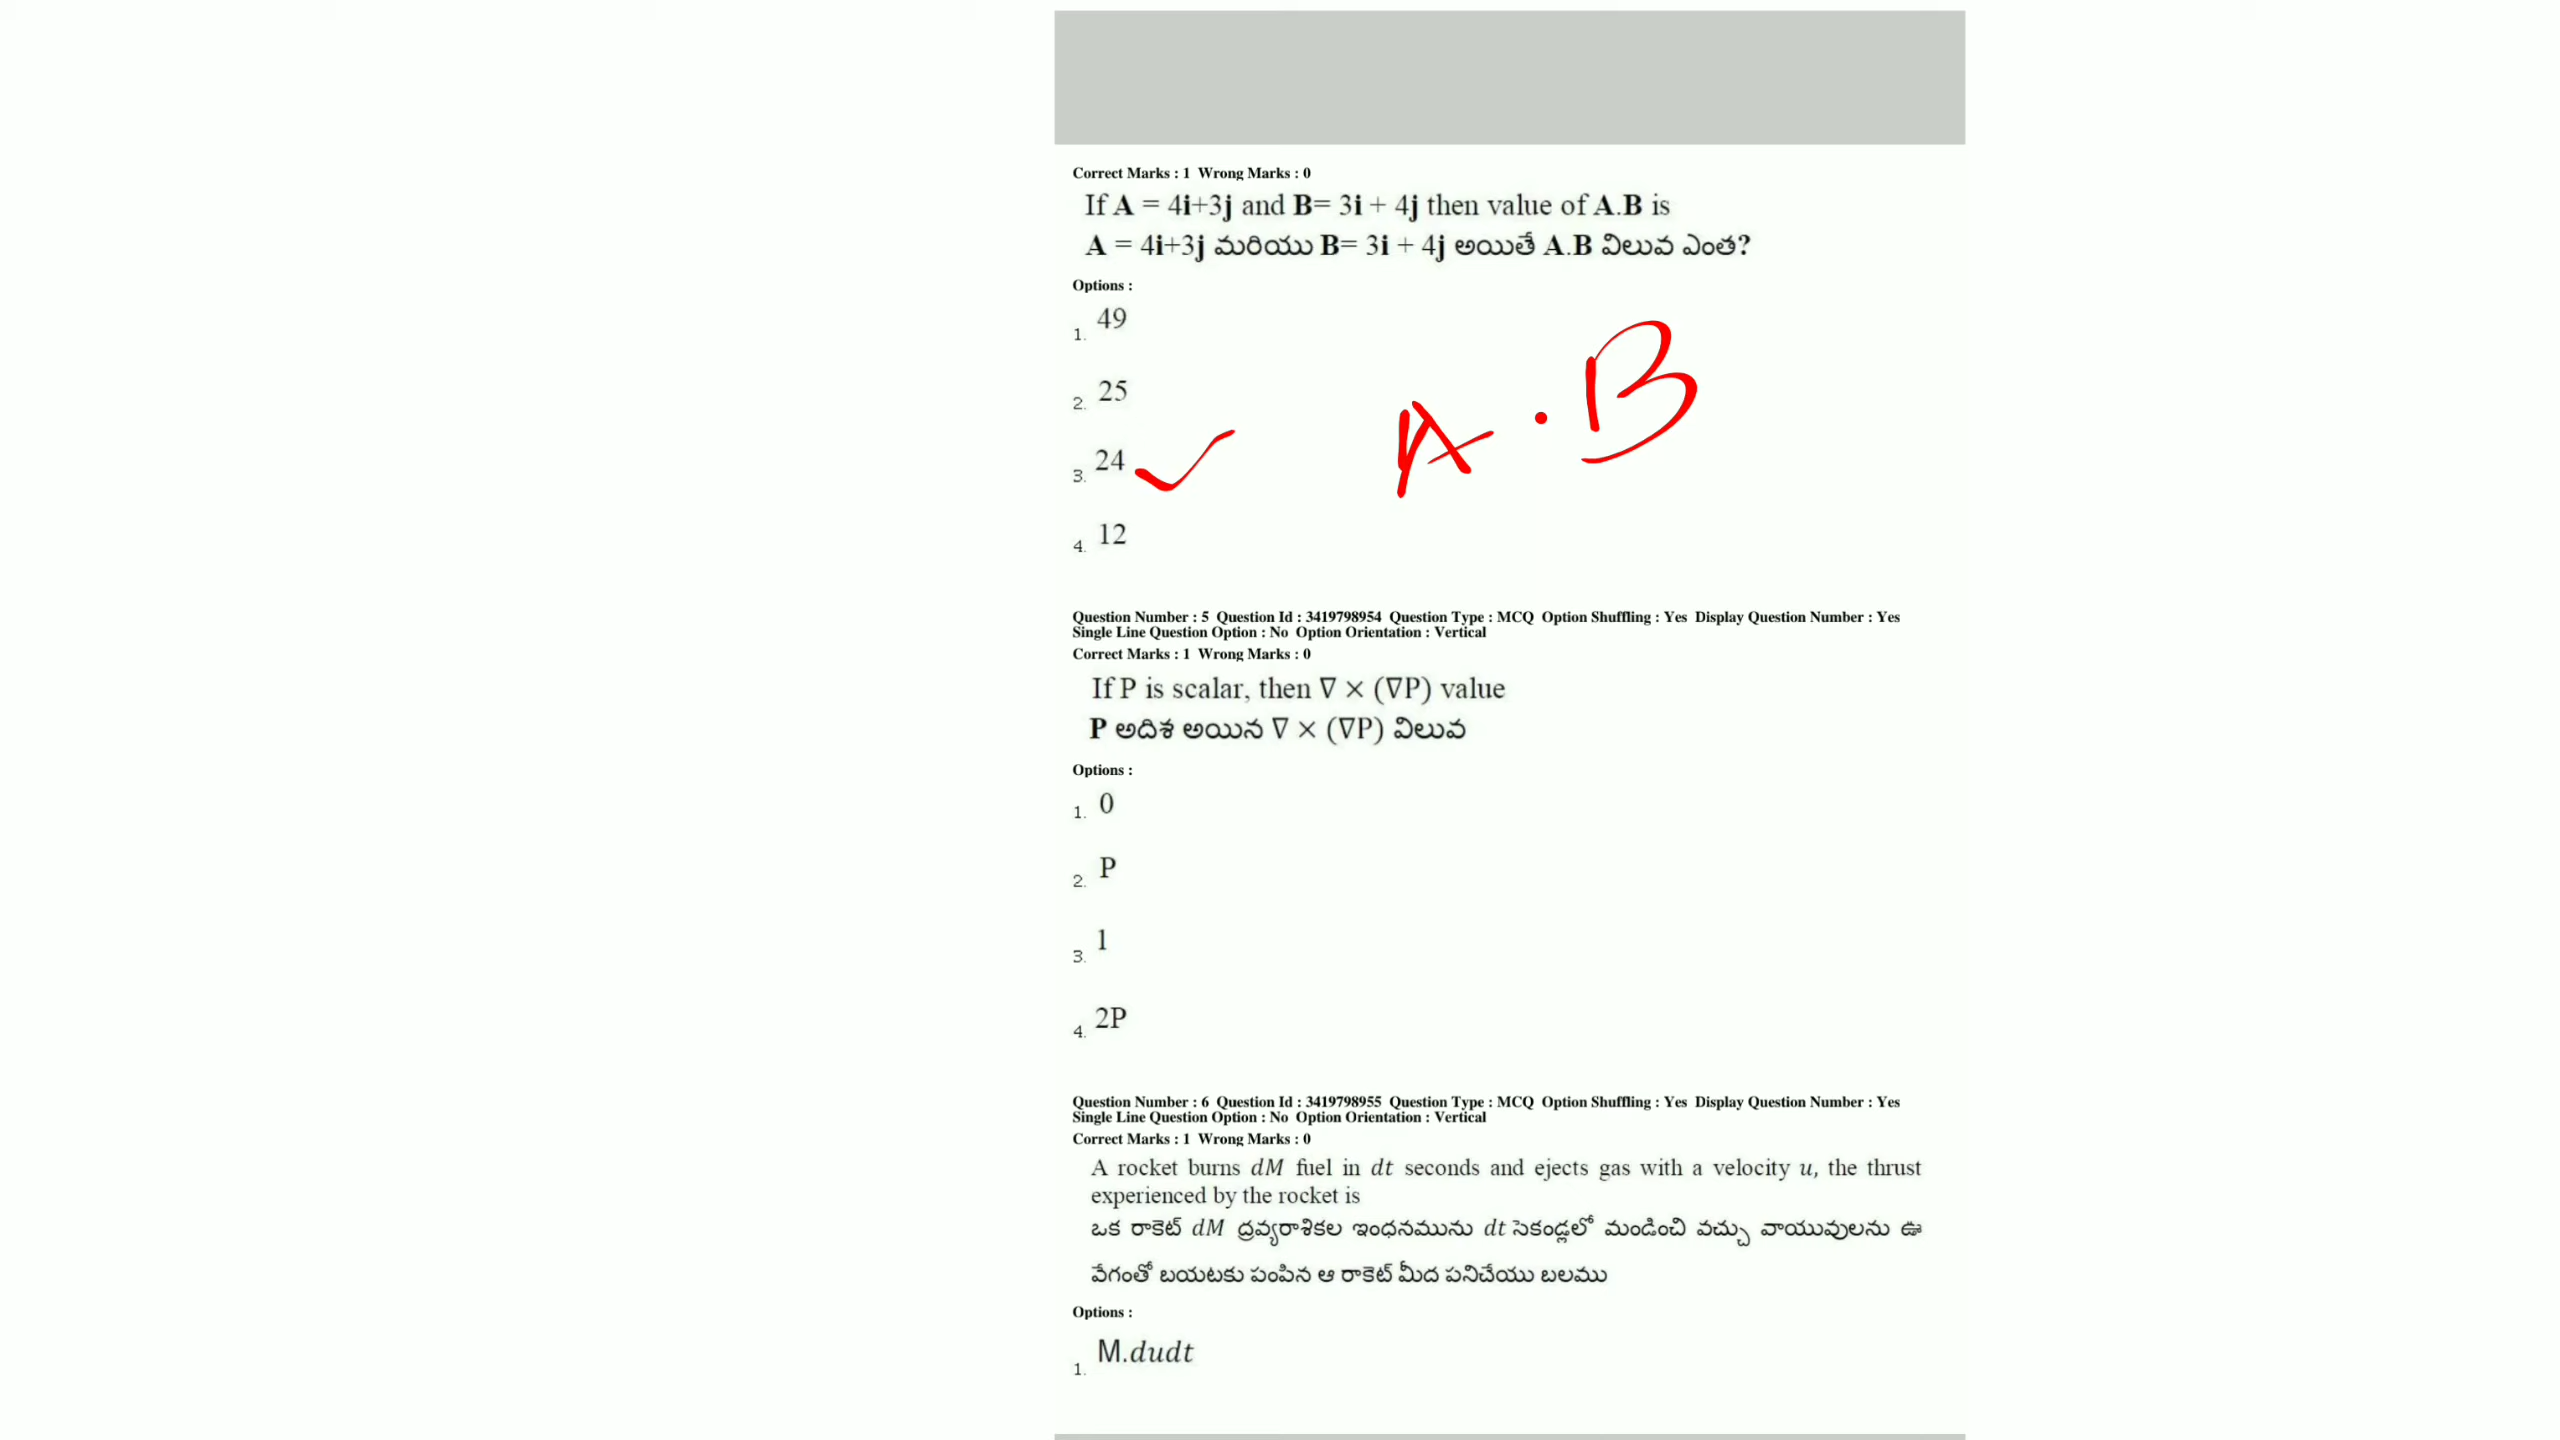 Correct Marks : 1 Wrong Marks : 0
If A = 4i+3j and B= 3i + 4j then value of A.B is
A = 4i+3j మరియు B= 3i + 4j అయితే A.B విలువ ఎంత?
Options :
1. 49
2. 25
3. 24
4. 12
A . B
Question Number : 5 Question Id : 3419798954 Question Type : MCQ Option Shuffling : Yes Display Question Number : Yes
Single Line Question Option : No Option Orientation : Vertical
Correct Marks : 1 Wrong Marks : 0
If P is scalar, then ∇ × (∇P) value
P అదిశ అయిన ∇ × (∇P) విలువ
Options :
1. 0
2. P
3. 1
4. 2P
Question Number : 6 Question Id : 3419798955 Question Type : MCQ Option Shuffling : Yes Display Question Number : Yes
Single Line Question Option : No Option Orientation : Vertical
Correct Marks : 1 Wrong Marks : 0
A rocket burns dM fuel in dt seconds and ejects gas with a velocity u, the thrust
experienced by the rocket is
ఒక రాకెట్ dM ద్రవ్యరాశికల ఇంధనమును dt సెకండ్లలో మండించి వచ్చు వాయువులను ఊ
వేగంతో బయటకు పంపిన ఆ రాకెట్ మీద పనిచేయు బలము
Options :
1. M.dudt